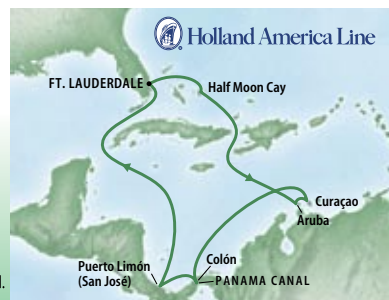 Holland America Line
FT. LAUDERDALE
Half Moon Cay
Curaçao
Aruba
Colón
PANAMA CANAL
Puerto Limón
(San José)